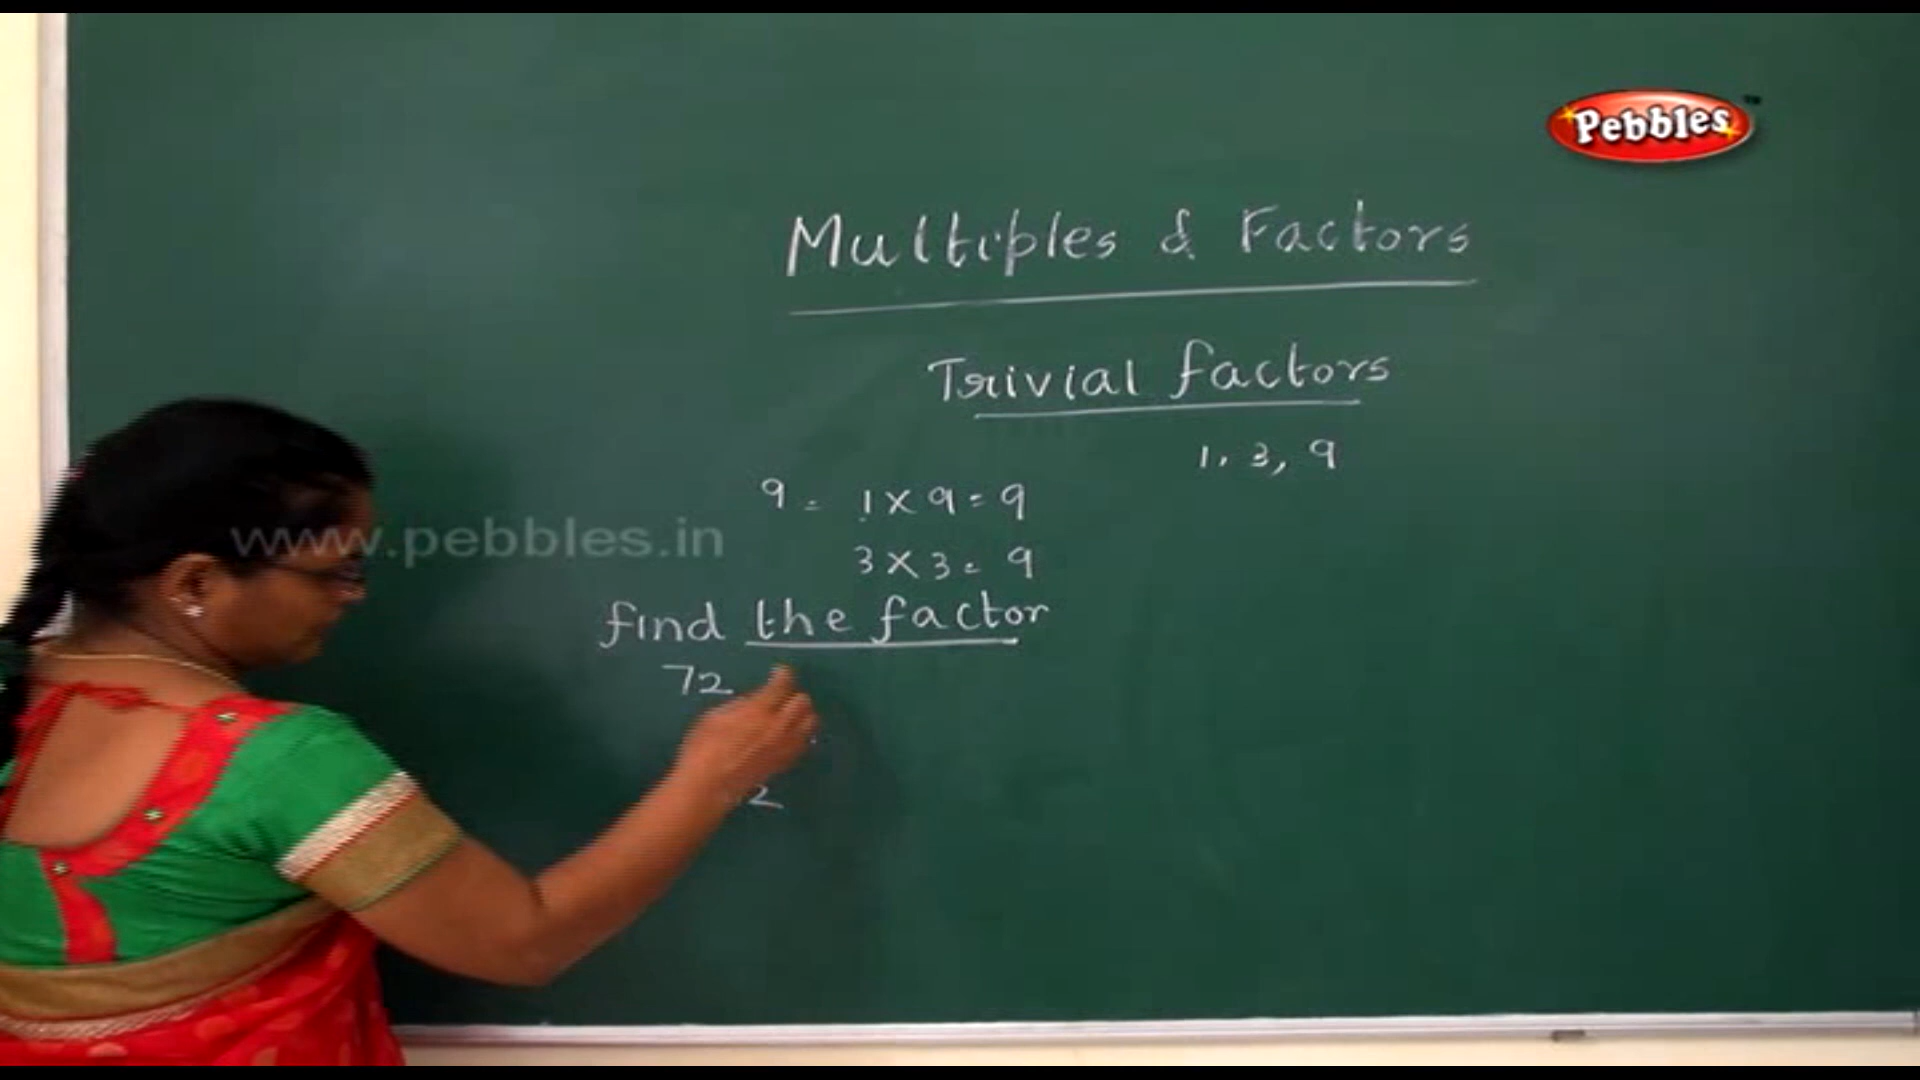 Pebbles
Multiples & Factors
Trivial factors
1, 3, 9
9 = 1 X 9 = 9
3 X 3 = 9
find the factor
72
www.pebbles.in